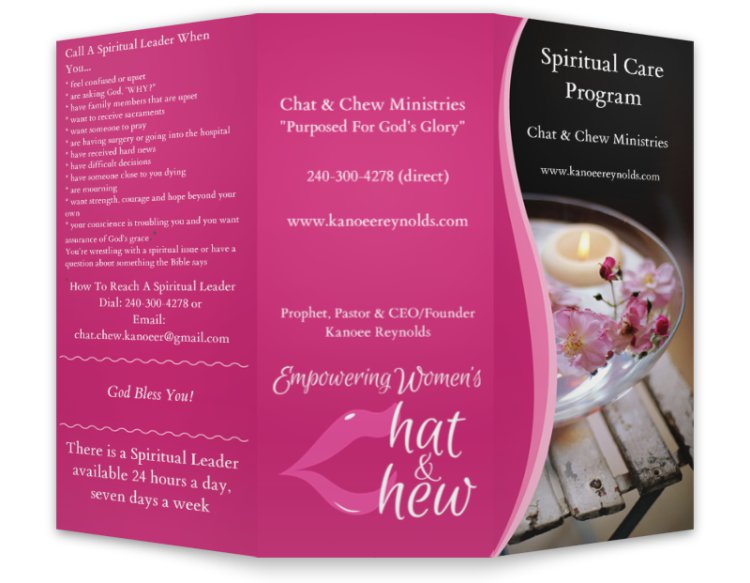 Call A Spiritual Leader When
You...
* feel confused or upset
* are asking God, "WHY?"
* have family members that are upset
* want to receive sacraments
* want someone to pray
* are having surgery or going into the hospital
* have received hard news
* have difficult decisions
* have someone close to you dying
* are mourning
* want strength, courage and hope beyond your
own
* your conscience is troubling you and you want
assurance of God's grace
You're wrestling with a spiritual issue or have a
question about something the Bible says
How To Reach A Spiritual Leader
Dial: 240-300-4278 or
Email:
chat.chew.kanoeer@gmail.com
God Bless You!
There is a Spiritual Leader
available 24 hours a day,
seven days a week
Chat & Chew Ministries
"Purposed For God's Glory"
240-300-4278 (direct)
www.kanoeereynolds.com
Prophet, Pastor & CEO/Founder
Kanoee Reynolds
Empowering Women's
Chat
&
Chew
Spiritual Care
Program
Chat & Chew Ministries
www.kanoeereynolds.com